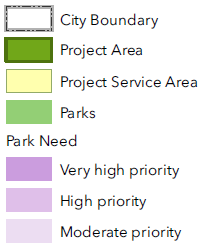 City Boundary
Project Area
Project Service Area
Parks
Park Need
Very high priority
High priority
Moderate priority